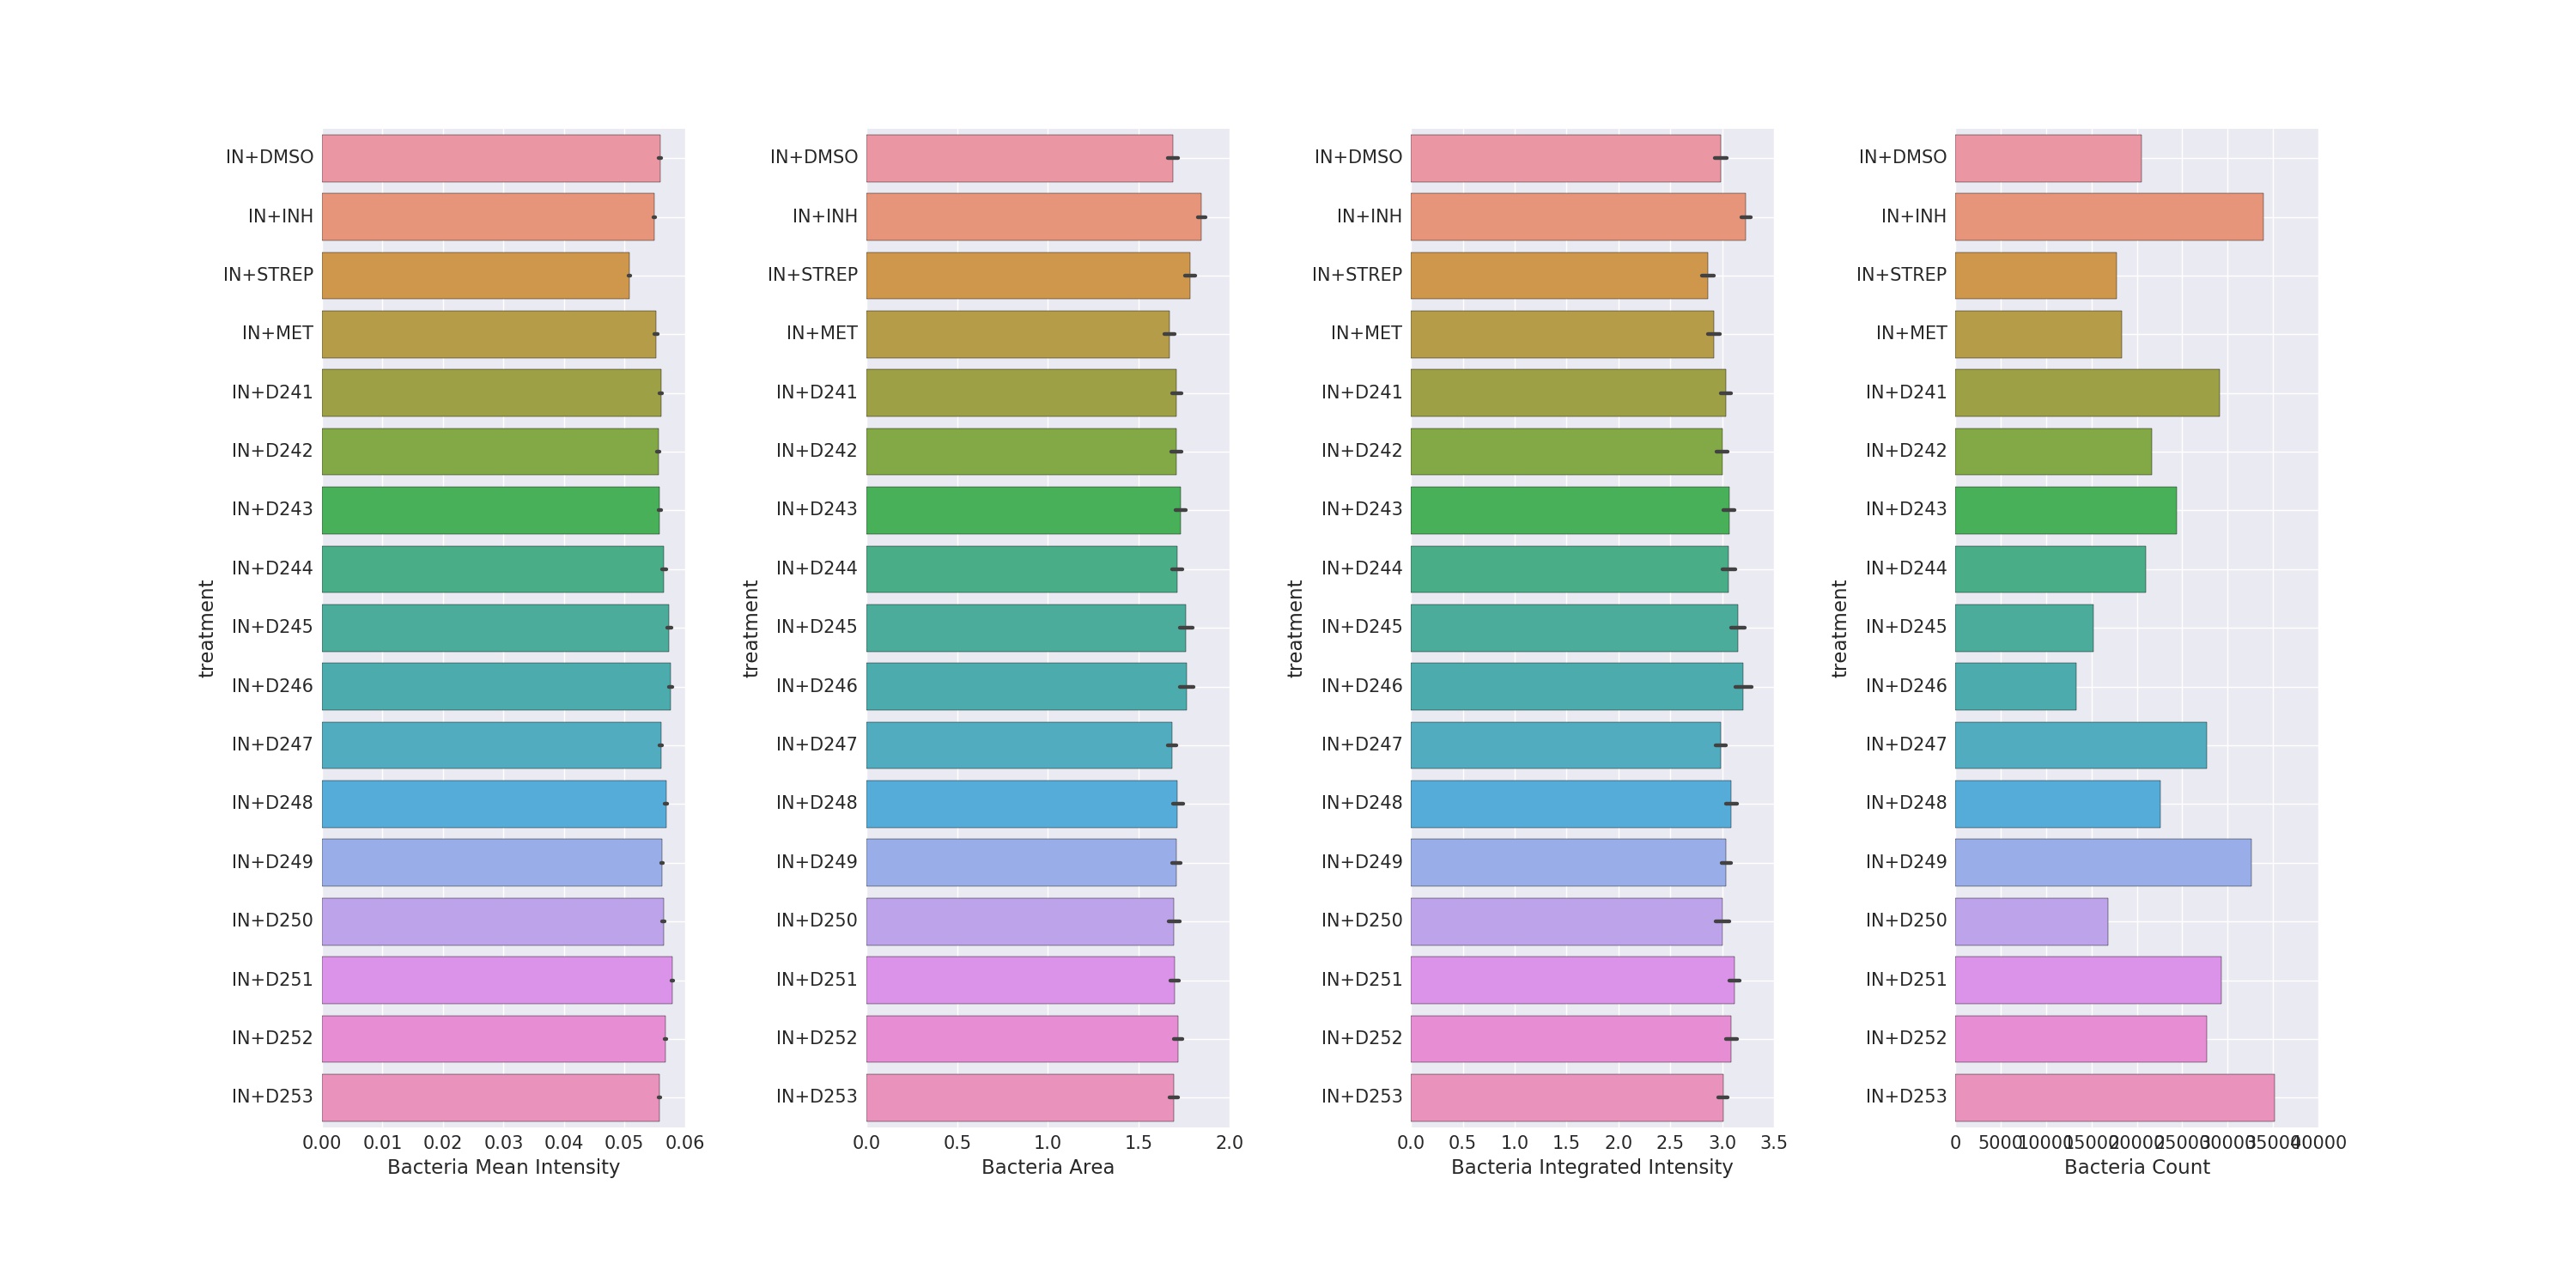 treatment
IN+DMSO
IN+INH
IN+STREP
IN+MET
IN+D241
IN+D242
IN+D243
IN+D244
IN+D245
IN+D246
IN+D247
IN+D248
IN+D249
IN+D250
IN+D251
IN+D252
IN+D253
0.00 0.01 0.02 0.03 0.04 0.05 0.06
Bacteria Mean Intensity
treatment
IN+DMSO
IN+INH
IN+STREP
IN+MET
IN+D241
IN+D242
IN+D243
IN+D244
IN+D245
IN+D246
IN+D247
IN+D248
IN+D249
IN+D250
IN+D251
IN+D252
IN+D253
0.0 0.5 1.0 1.5 2.0
Bacteria Area
treatment
IN+DMSO
IN+INH
IN+STREP
IN+MET
IN+D241
IN+D242
IN+D243
IN+D244
IN+D245
IN+D246
IN+D247
IN+D248
IN+D249
IN+D250
IN+D251
IN+D252
IN+D253
0.0 0.5 1.0 1.5 2.0 2.5 3.0 3.5
Bacteria Integrated Intensity
treatment
IN+DMSO
IN+INH
IN+STREP
IN+MET
IN+D241
IN+D242
IN+D243
IN+D244
IN+D245
IN+D246
IN+D247
IN+D248
IN+D249
IN+D250
IN+D251
IN+D252
IN+D253
0 5000 10000 15000 20000 25000 30000 35000 40000
Bacteria Count